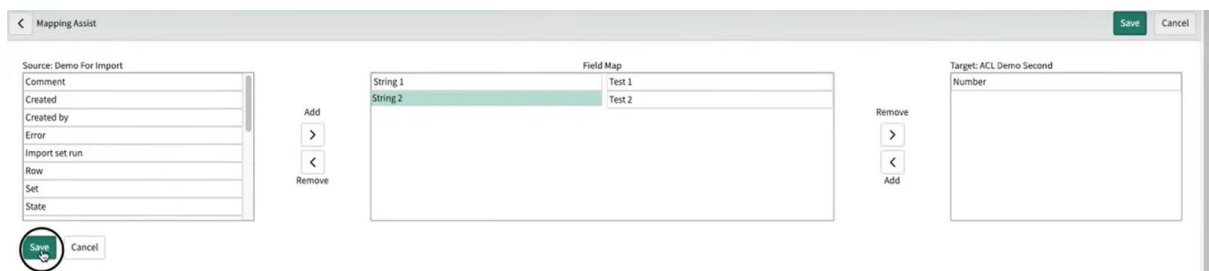 Mapping Assist
Save Cancel
Source: Demo For Import
Comment
Created
Created by
Error
Import set run
Row
Set
State
Add
Remove
Field Map
String 1 Test 1
String 2 Test 2
Remove
Add
Target: ACL Demo Second
Number
Save Cancel